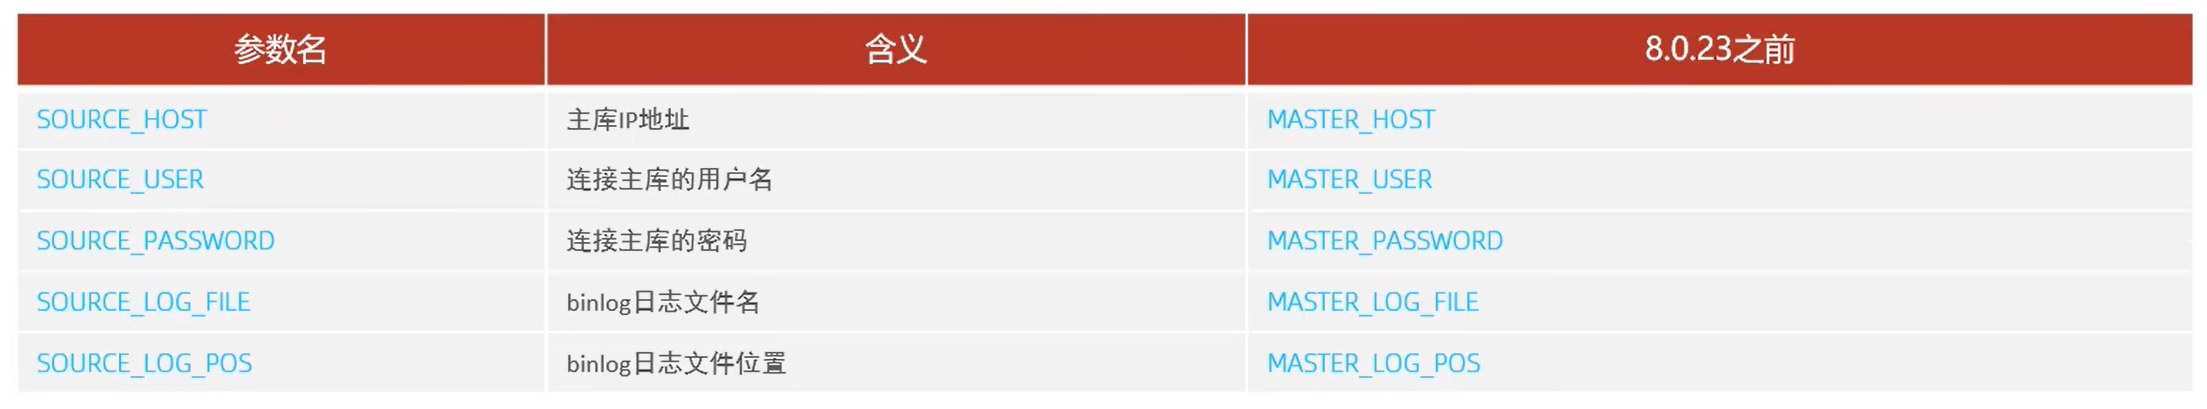 参数名 含义 8.0.23之前
SOURCE_HOST 主库IP地址 MASTER_HOST
SOURCE_USER 连接主库的用户名 MASTER_USER
SOURCE_PASSWORD 连接主库的密码 MASTER_PASSWORD
SOURCE_LOG_FILE binlog日志文件名 MASTER_LOG_FILE
SOURCE_LOG_POS binlog日志文件位置 MASTER_LOG_POS